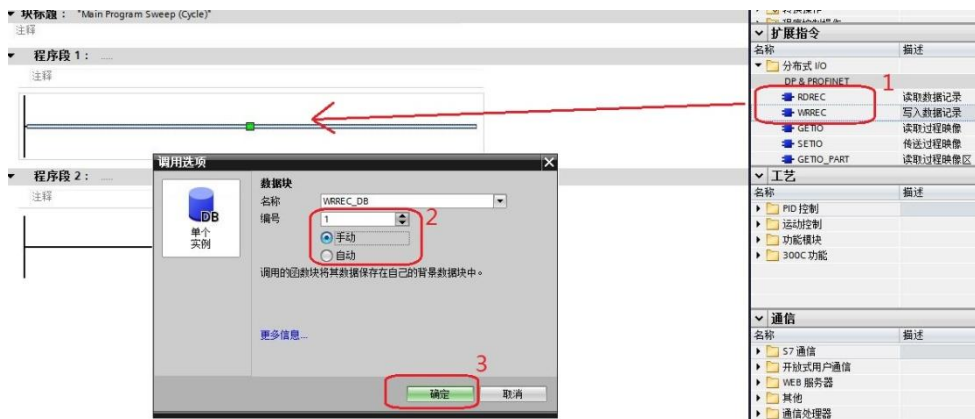 块标题： "Main Program Sweep (Cycle)"
注释
程序段 1： ......
注释
程序段 2： ......
注释
调用选项
X
DB
单个
实例
数据块
名称
WRREC_DB
编号
1
手动
自动
调用的函数块将其数据保存在自己的背景数据块中。
更多信息...
确定
取消
2
3
扩展指令
名称
描述
分布式 I/O
DP & PROFINET
1
RDREC
读取数据记录
WRREC
写入数据记录
GETIO
读取过程映像
SETIO
传送过程映像
GETIO_PART
读取过程映像区
工艺
名称
描述
PID 控制
运动控制
功能模块
300C 功能
通信
名称
描述
S7 通信
开放式用户通信
WEB 服务器
其他
通信处理器